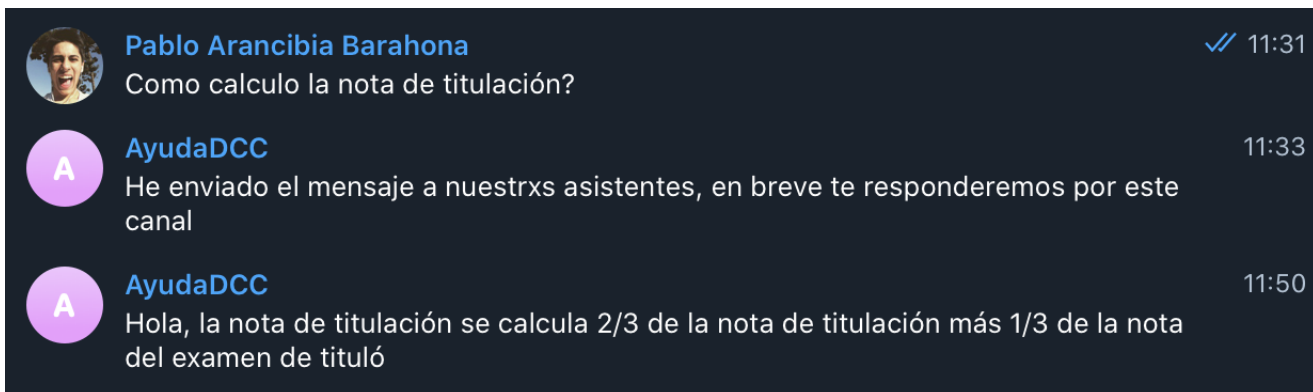 Pablo Arancibia Barahona 11:31
Como calculo la nota de titulación?
A
AyudaDCC 11:33
He enviado el mensaje a nuestrxs asistentes, en breve te responderemos por este
canal
A
AyudaDCC 11:50
Hola, la nota de titulación se calcula 2/3 de la nota de titulación más 1/3 de la nota
del examen de tituló